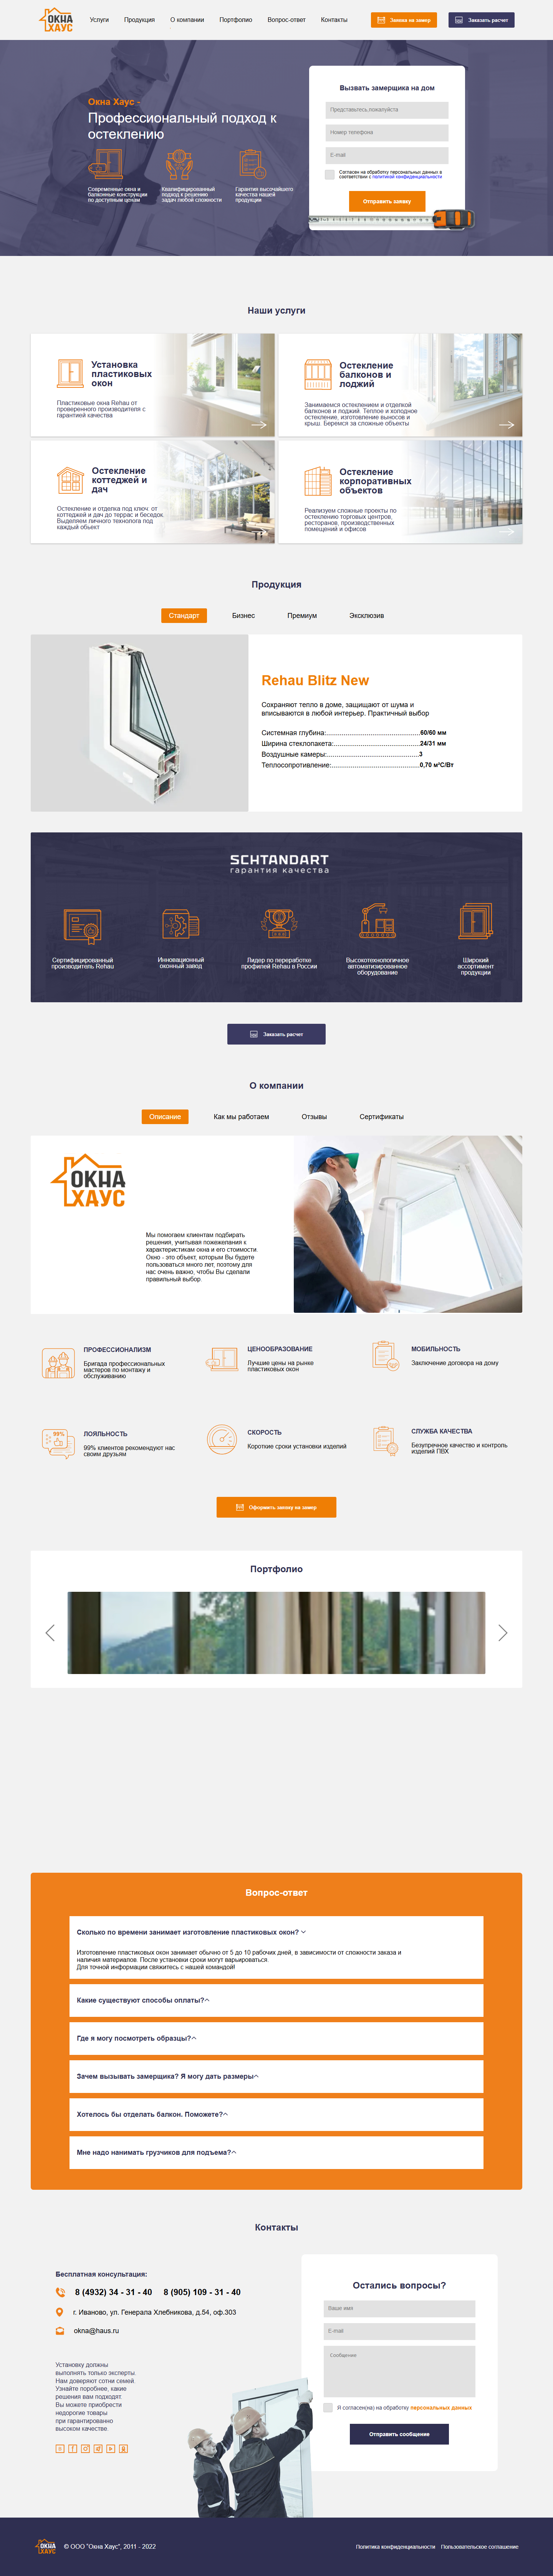 ОКНА
ХАУС
Услуги
Продукция
О компании
Портфолио
Вопрос-ответ
Контакты
Заявка на замер
Заказать расчет
Окна Хаус -
Профессиональный подход к
остеклению
Современные окна и
балконные конструкции
по доступным ценам
Квалифицированный
подход к решению
задач любой сложности
Гарантия высочайшего
качества нашей
продукции
Вызвать замерщика на дом
Представьтесь,пожалуйста
Номер телефона
E-mail
Согласен на обработку персональных данных в
соответствии с политикой конфиденциальности
Отправить заявку
Наши услуги
Установка
пластиковых
окон
Пластиковые окна Rehau от
проверенного производителя с
гарантией качества
Остекление
балконов и
лоджий
Занимаемся остеклением и отделкой
балконов и лоджий. Теплое и холодное
остекление, изготовление выносов и
крыш. Беремся за сложные объекты
Остекление
коттеджей и
дач
Остекление и отделка под ключ: от
коттеджей и дач до террас и беседок.
Выделяем личного технолога под
каждый объект
Остекление
корпоративных
объектов
Реализуем сложные проекты по
остеклению торговых центров,
ресторанов, производственных
помещений и офисов
Продукция
Стандарт
Бизнес
Премиум
Эксклюзив
Rehau Blitz New
Сохраняют тепло в доме, защищают от шума и
вписываются в любой интерьер. Практичный выбор
Системная глубина:................................................60/60 мм
Ширина стеклопакета:............................................24/31 мм
Воздушные камеры:................................................3
Теплосопротивление:..............................................0,70 м²С/Вт
SCHTANDART
гарантия качества
Сертифицированный
производитель Rehau
Инновационный
оконный завод
Лидер по переработке
профилей Rehau в России
Высокотехнологичное
автоматизированное
оборудование
Широкий
ассортимент
продукции
Заказать расчет
О компании
Описание
Как мы работаем
Отзывы
Сертификаты
ОКНА
ХАУС
Мы помогаем клиентам подбирать
решения, учитывая пожежелания к
характеристикам окна и его стоимости.
Окно - это объект, которым Вы будете
пользоваться много лет, поэтому для
нас очень важно, чтобы Вы сделали
правильный выбор.
ПРОФЕССИОНАЛИЗМ
Бригада профессиональных
мастеров по монтажу и
обслуживанию
ЦЕНООБРАЗОВАНИЕ
Лучшие цены на рынке
пластиковых окон
МОБИЛЬНОСТЬ
Заключение договора на дому
99%
ЛОЯЛЬНОСТЬ
99% клиентов рекомендуют нас
своим друзьям
СКОРОСТЬ
Короткие сроки установки изделий
СЛУЖБА КАЧЕСТВА
Безупречное качество и контроль
изделий ПВХ
Оформить заявку на замер
Портфолио
Вопрос-ответ
Сколько по времени занимает изготовление пластиковых окон?
Изготовление пластиковых окон занимает обычно от 5 до 10 рабочих дней, в зависимости от сложности заказа и
наличия материалов. После установки сроки могут варьироваться.
Для точной информации свяжитесь с нашей командой!
Какие существуют способы оплаты?
Где я могу посмотреть образцы?
Зачем вызывать замерщика? Я могу дать размеры
Хотелось бы отделать балкон. Поможете?
Мне надо нанимать грузчиков для подъема?
Контакты
Бесплатная консультация:
8 (4932) 34 - 31 - 40
8 (905) 109 - 31 - 40
г. Иваново, ул. Генерала Хлебникова, д.54, оф.303
okna@haus.ru
Установку должны
выполнять только эксперты.
Нам доверяют сотни семей.
Узнайте поробнее, какие
решения вам подходят.
Вы можете приобрести
недорогие товары
при гарантированно
высоком качестве.
Остались вопросы?
Ваше имя
E-mail
Сообщение
Я согласен(на) на обработку персональных данных
Отправить сообщение
ОКНА
ХАУС
© ООО "Окна Хаус", 2011 - 2022
Политика конфиденциальности
Пользовательское соглашение